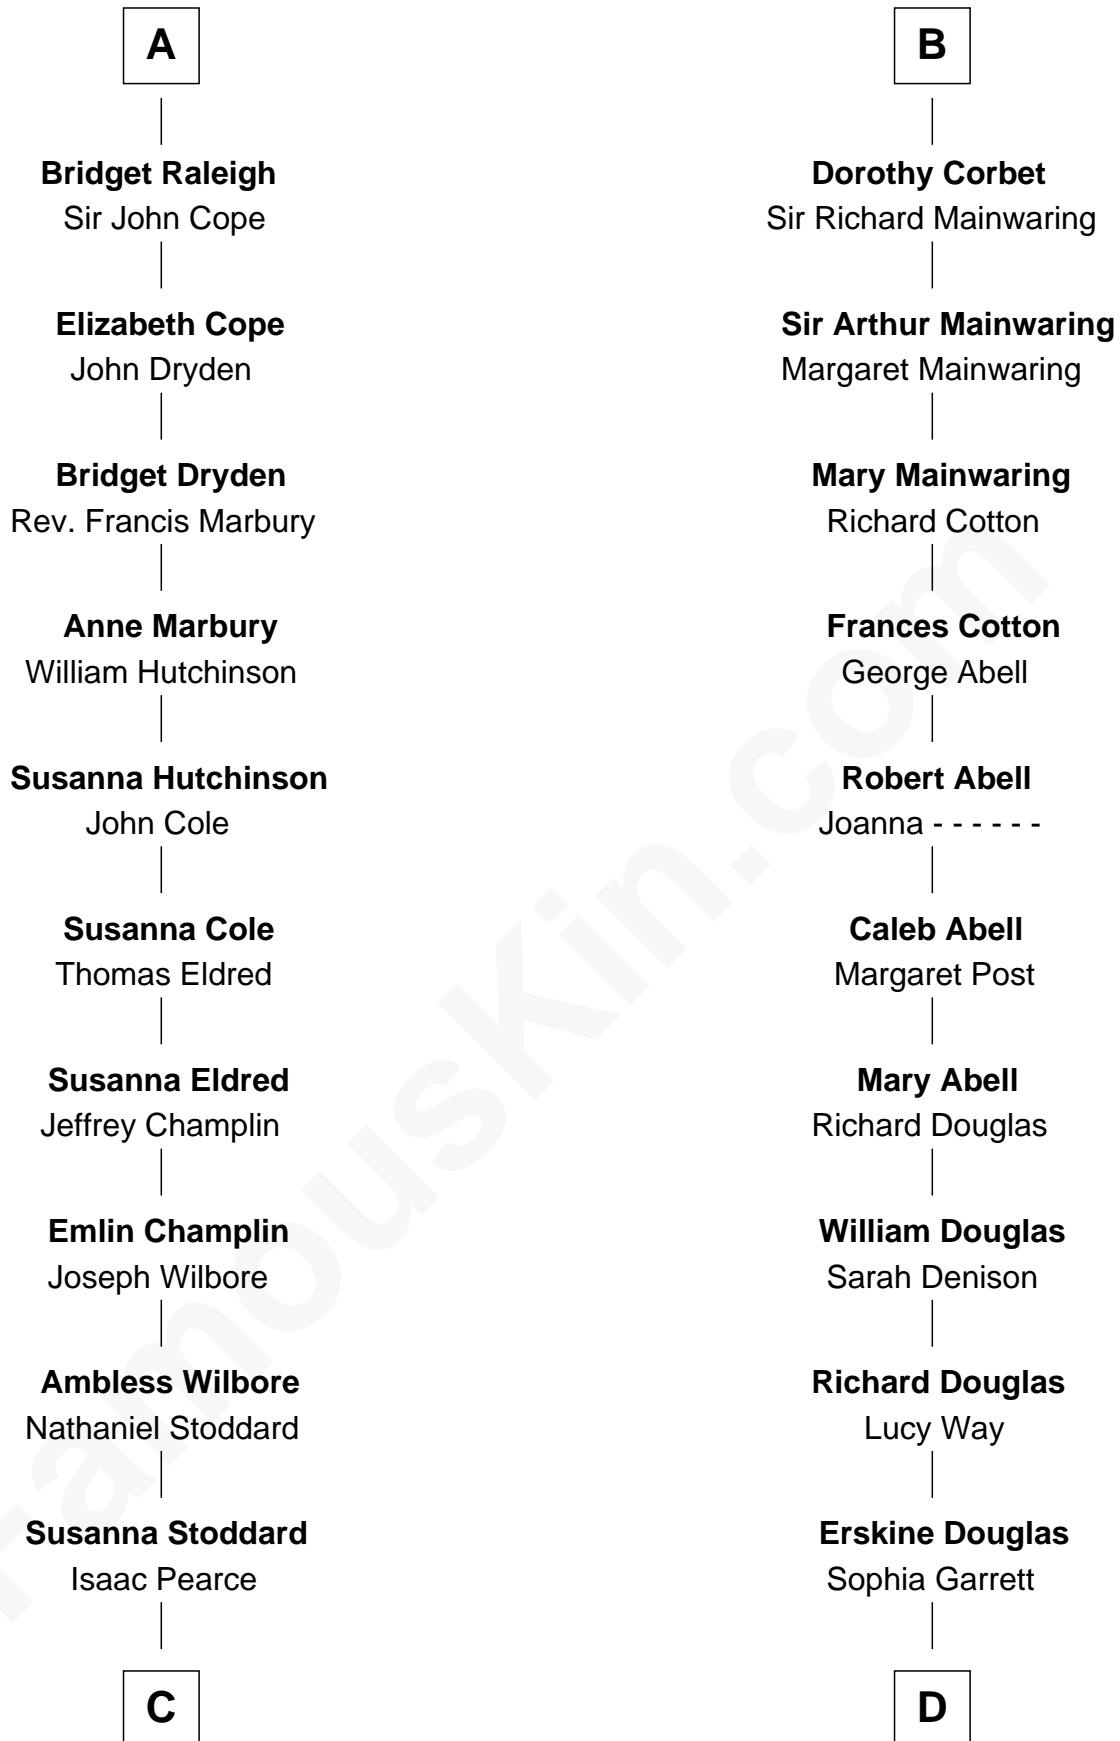 A
Bridget Raleigh
Sir John Cope
Elizabeth Cope
John Dryden
Bridget Dryden
Rev. Francis Marbury
Anne Marbury
William Hutchinson
Susanna Hutchinson
John Cole
Susanna Cole
Thomas Eldred
Susanna Eldred
Jeffrey Champlin
Emlin Champlin
Joseph Wilbore
Ambless Wilbore
Nathaniel Stoddard
Susanna Stoddard
Isaac Pearce
C
B
Dorothy Corbet
Sir Richard Mainwaring
Sir Arthur Mainwaring
Margaret Mainwaring
Mary Mainwaring
Richard Cotton
Frances Cotton
George Abell
Robert Abell
Joanna - - - - - -
Caleb Abell
Margaret Post
Mary Abell
Richard Douglas
William Douglas
Sarah Denison
Richard Douglas
Lucy Way
Erskine Douglas
Sophia Garrett
D
FamousKin.com